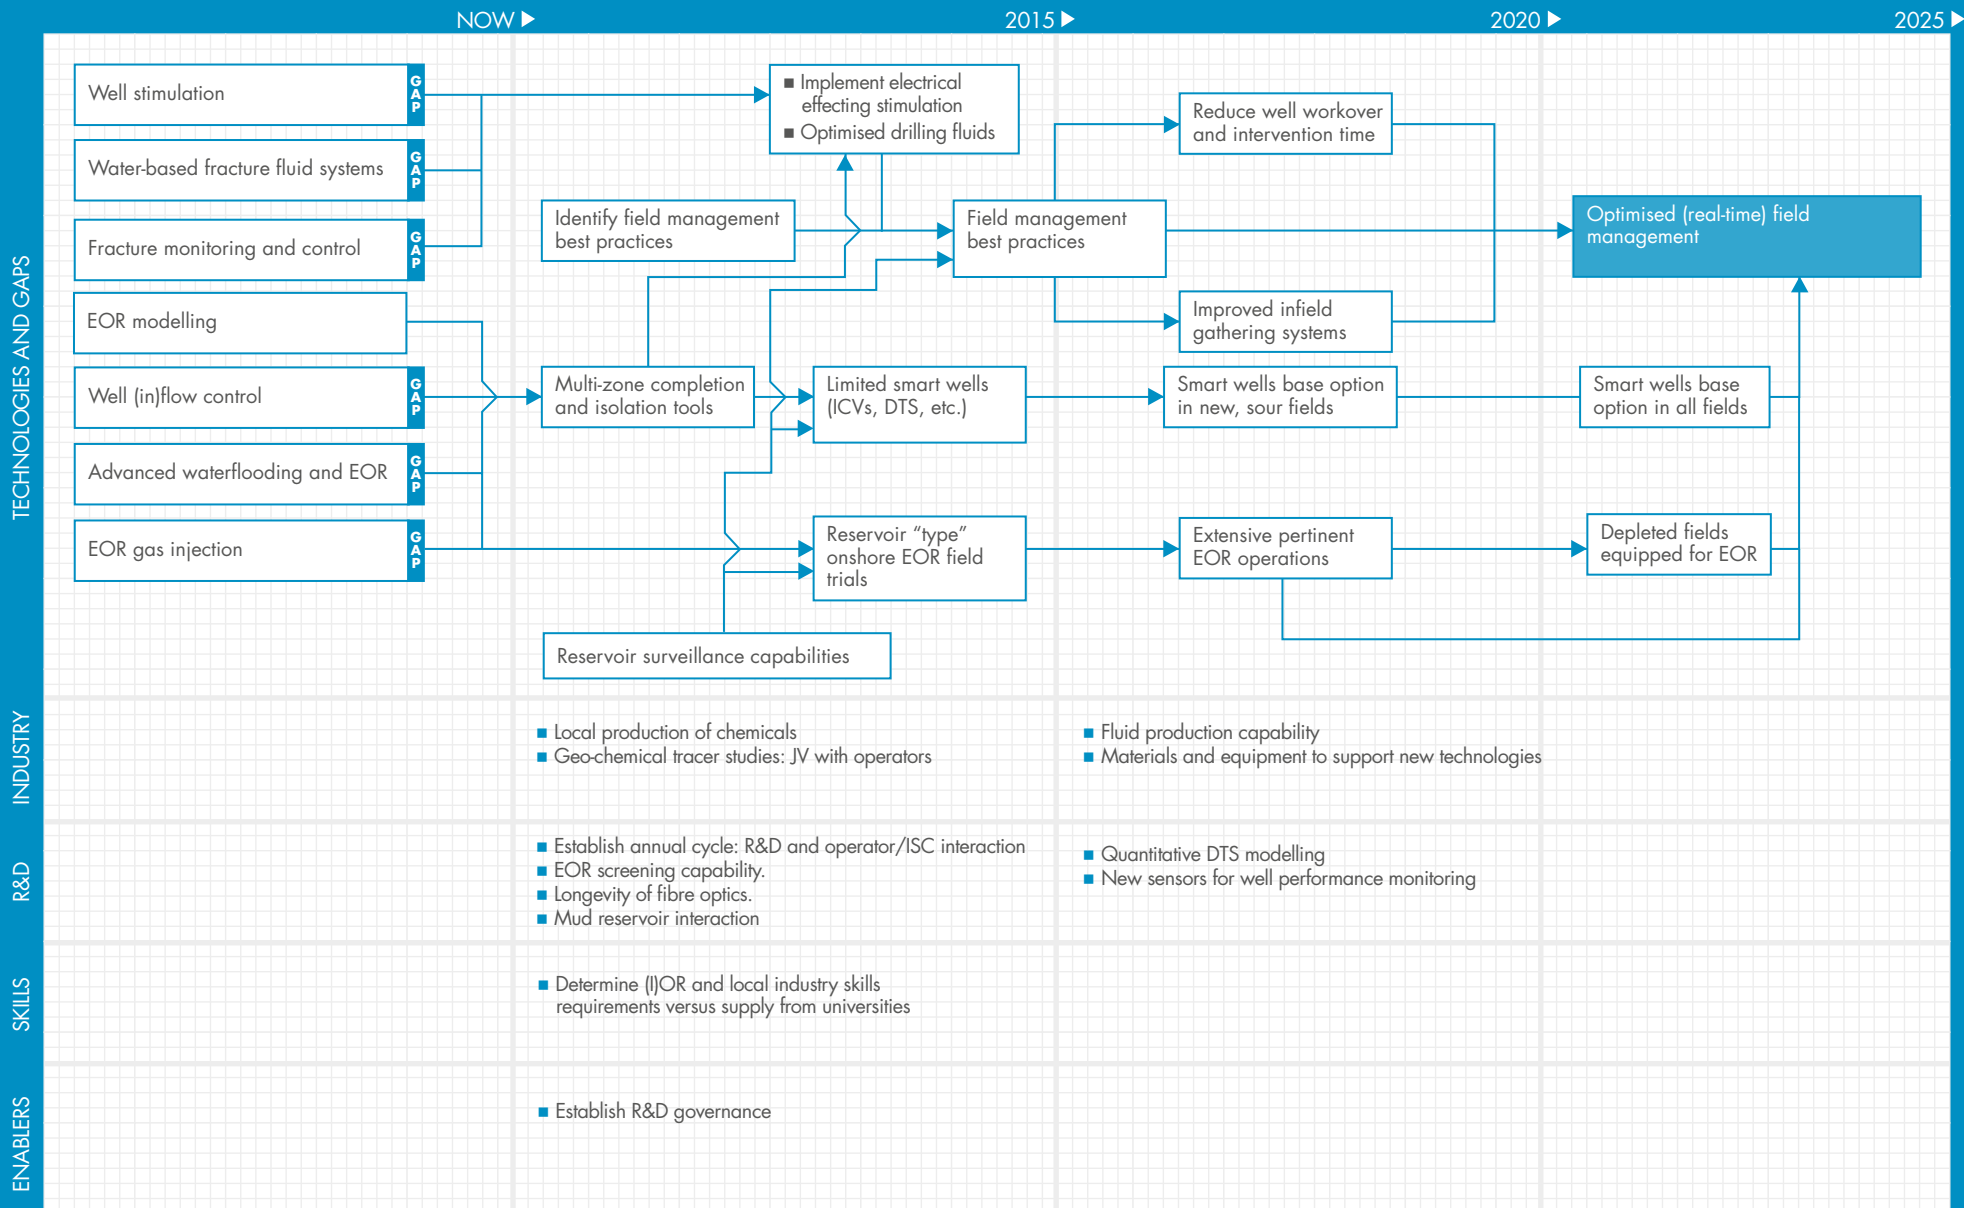 NOW
2015
2020
2025
TECHNOLOGIES AND GAPS
Well stimulation
GAP
Water-based fracture fluid systems
GAP
Fracture monitoring and control
GAP
EOR modelling
Well (in)flow control
GAP
Advanced waterflooding and EOR
GAP
EOR gas injection
GAP
Implement electrical
effecting stimulation
Optimised drilling fluids
Identify field management
best practices
Field management
best practices
Reduce well workover
and intervention time
Improved infield
gathering systems
Optimised (real-time) field
management
Multi-zone completion
and isolation tools
Limited smart wells
(ICVs, DTS, etc.)
Smart wells base option
in new, sour fields
Smart wells base
option in all fields
Reservoir “type”
onshore EOR field
trials
Extensive pertinent
EOR operations
Depleted fields
equipped for EOR
Reservoir surveillance capabilities
INDUSTRY
Local production of chemicals
Geo-chemical tracer studies: JV with operators
Fluid production capability
Materials and equipment to support new technologies
R&D
Establish annual cycle: R&D and operator/ISC interaction
EOR screening capability.
Longevity of fibre optics.
Mud reservoir interaction
Quantitative DTS modelling
New sensors for well performance monitoring
SKILLS
Determine (I)OR and local industry skills
requirements versus supply from universities
ENABLERS
Establish R&D governance